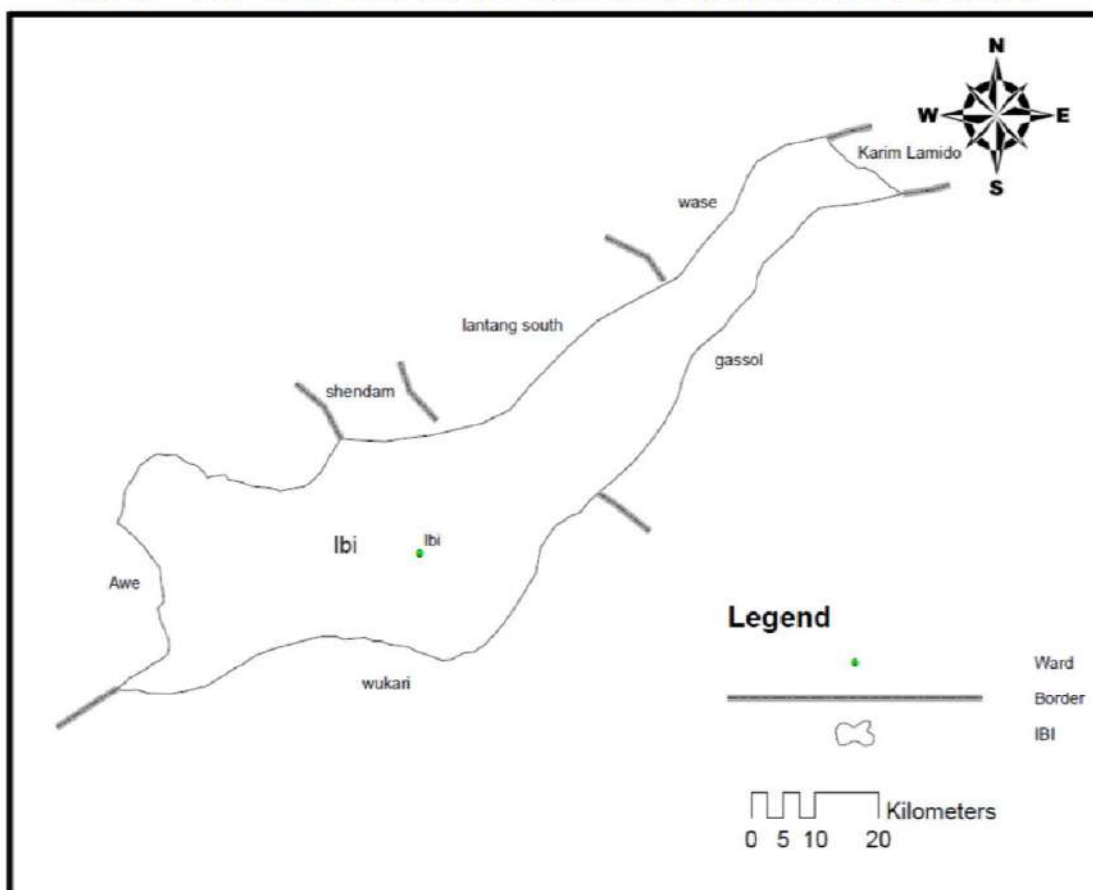 N
W
E
S
Karim Lamido
wase
lantang south
gassol
shendam
Ibi
Ibi
Awe
wukari
Legend
Ward
Border
IBI
Kilometers
0 5 10 20